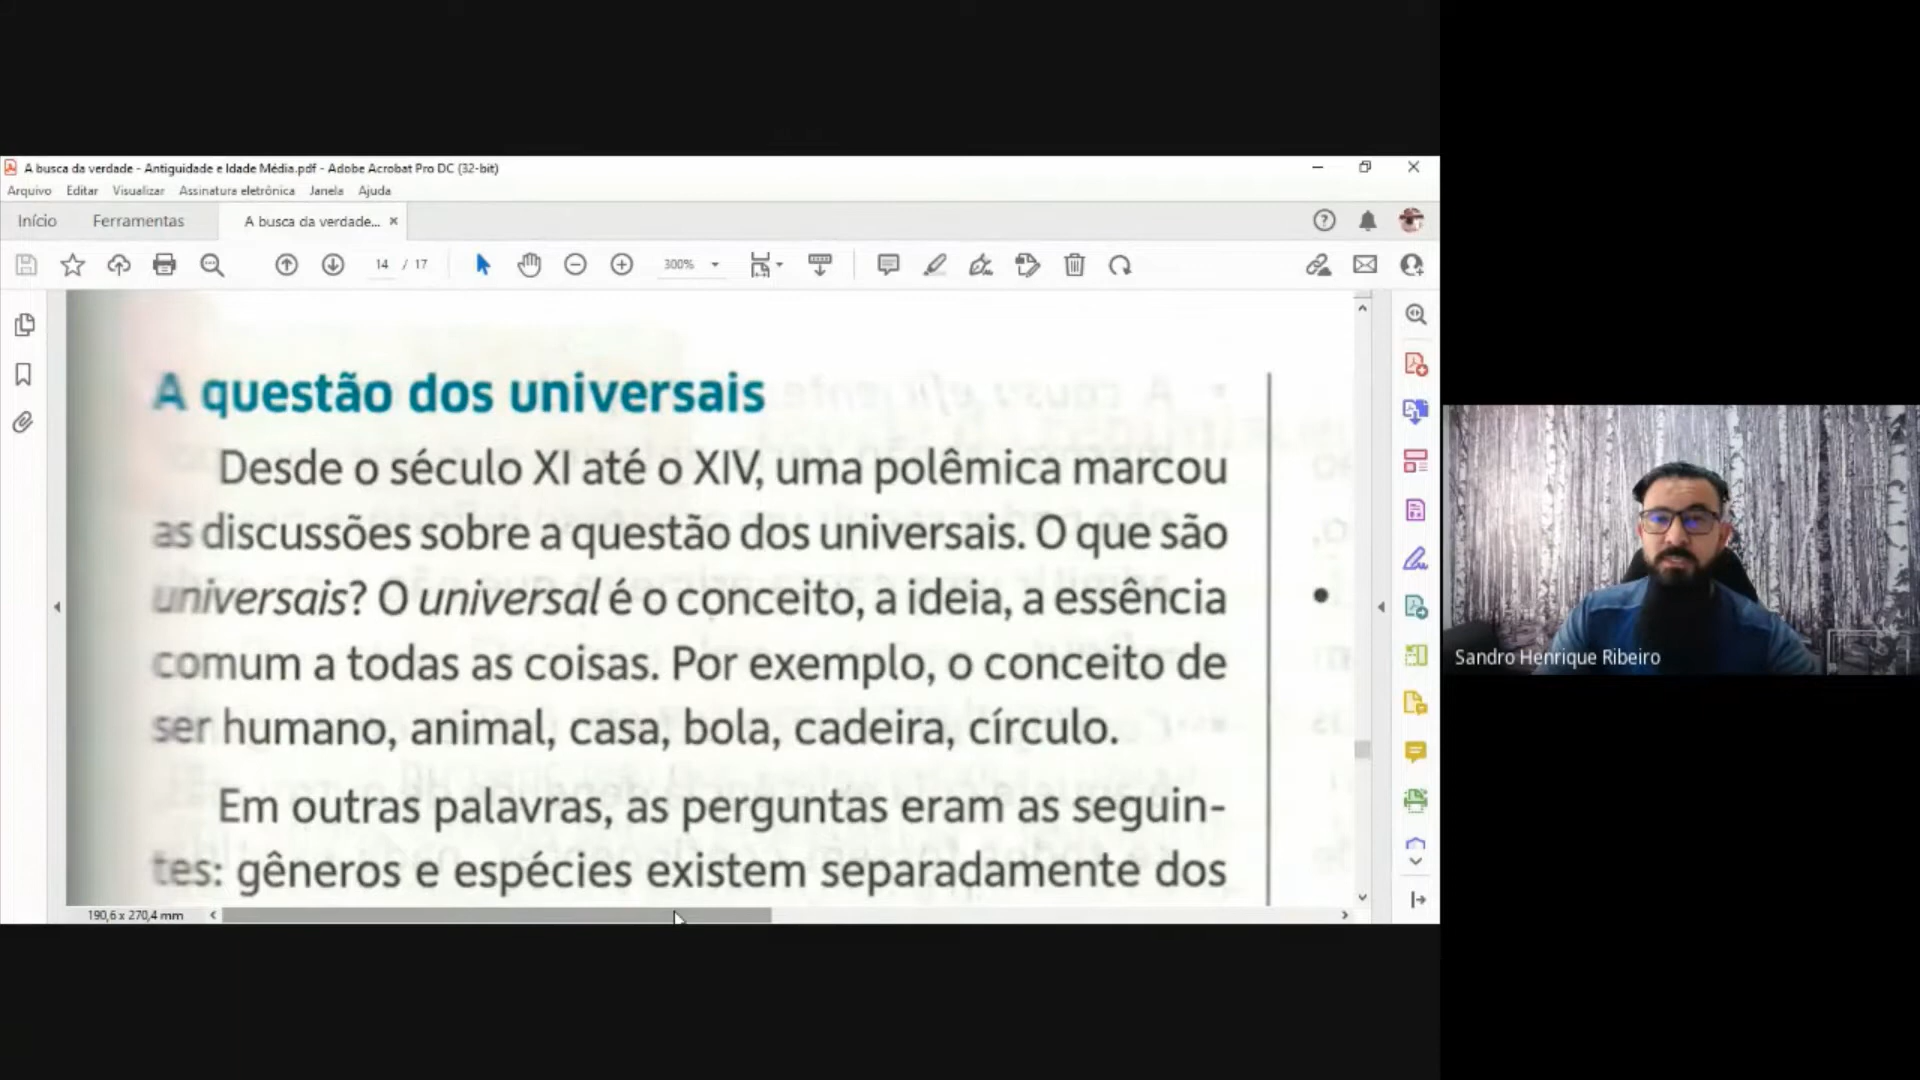 A busca da verdade - Antiguidade e Idade Média.pdf - Adobe Acrobat Pro DC (32-bit)
Arquivo Editar Visualizar Assinatura eletrônica Janela Ajuda
Início Ferramentas A busca da verdade... ×
14 / 17 300%
A questão dos universais
Desde o século XI até o XIV, uma polêmica marcou
as discussões sobre a questão dos universais. O que são
universais? O universal é o conceito, a ideia, a essência
comum a todas as coisas. Por exemplo, o conceito de
ser humano, animal, casa, bola, cadeira, círculo.
Em outras palavras, as perguntas eram as seguin-
tes: gêneros e espécies existem separadamente dos
190,6 x 270,4 mm
Sandro Henrique Ribeiro